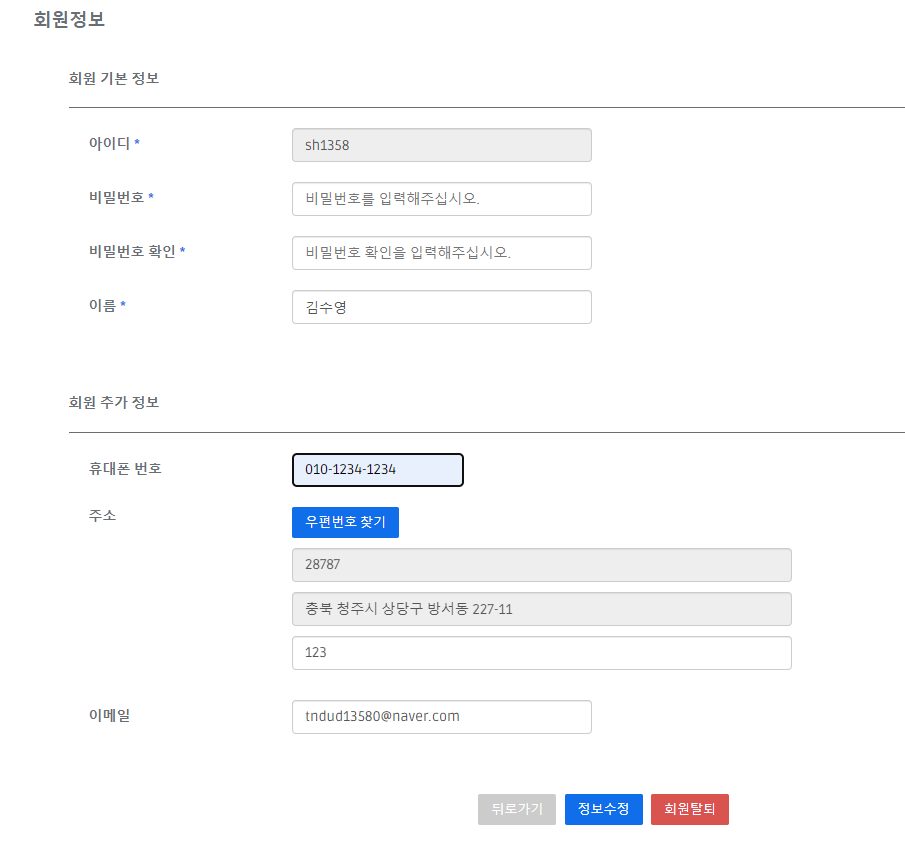 회원정보
회원 기본 정보
아이디 * sh1358
비밀번호 * 비밀번호를 입력해주십시오.
비밀번호 확인 * 비밀번호 확인을 입력해주십시오.
이름 * 김수영
회원 추가 정보
휴대폰 번호 010-1234-1234
주소 우편번호 찾기
28787
충북 청주시 상당구 방서동 227-11
123
이메일 tndud13580@naver.com
뒤로가기 정보수정 회원탈퇴